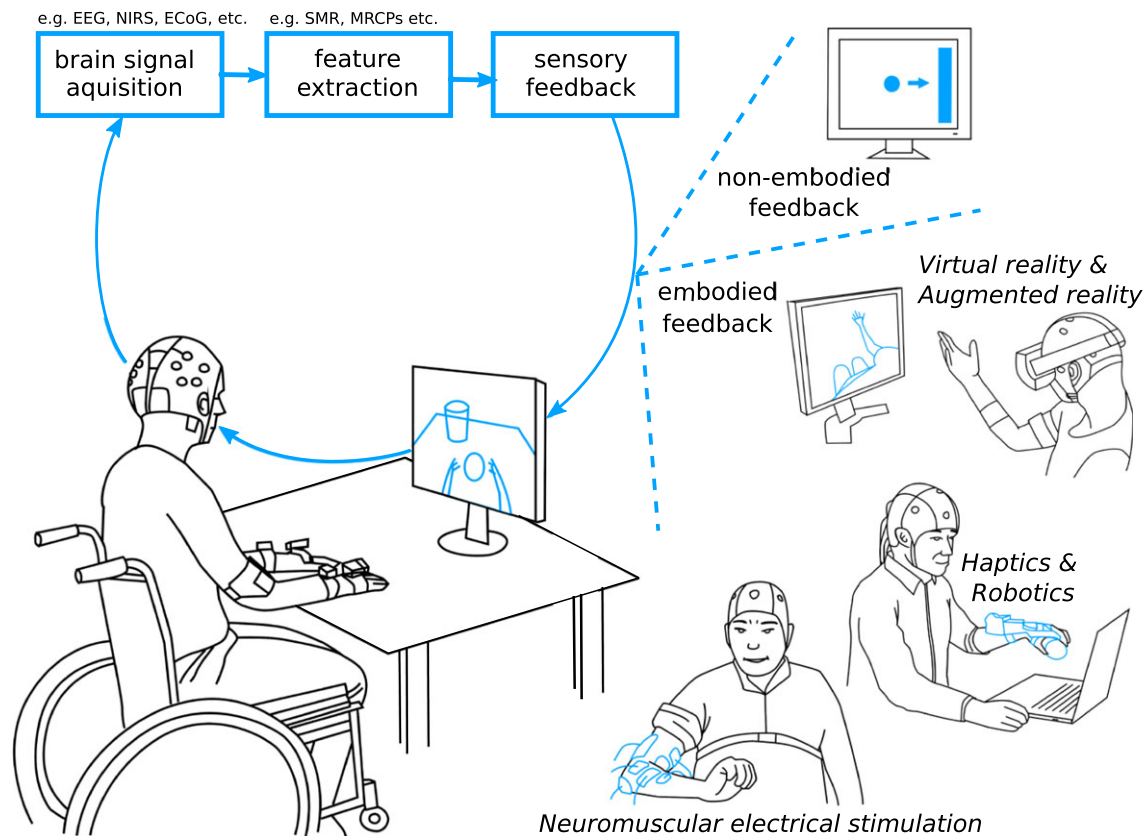 e.g. EEG, NIRS, ECoG, etc.
e.g. SMR, MRCPs etc.
brain signal
aquisition
feature
extraction
sensory
feedback
non-embodied
feedback
embodied
feedback
Virtual reality &
Augmented reality
Haptics &
Robotics
Neuromuscular electrical stimulation